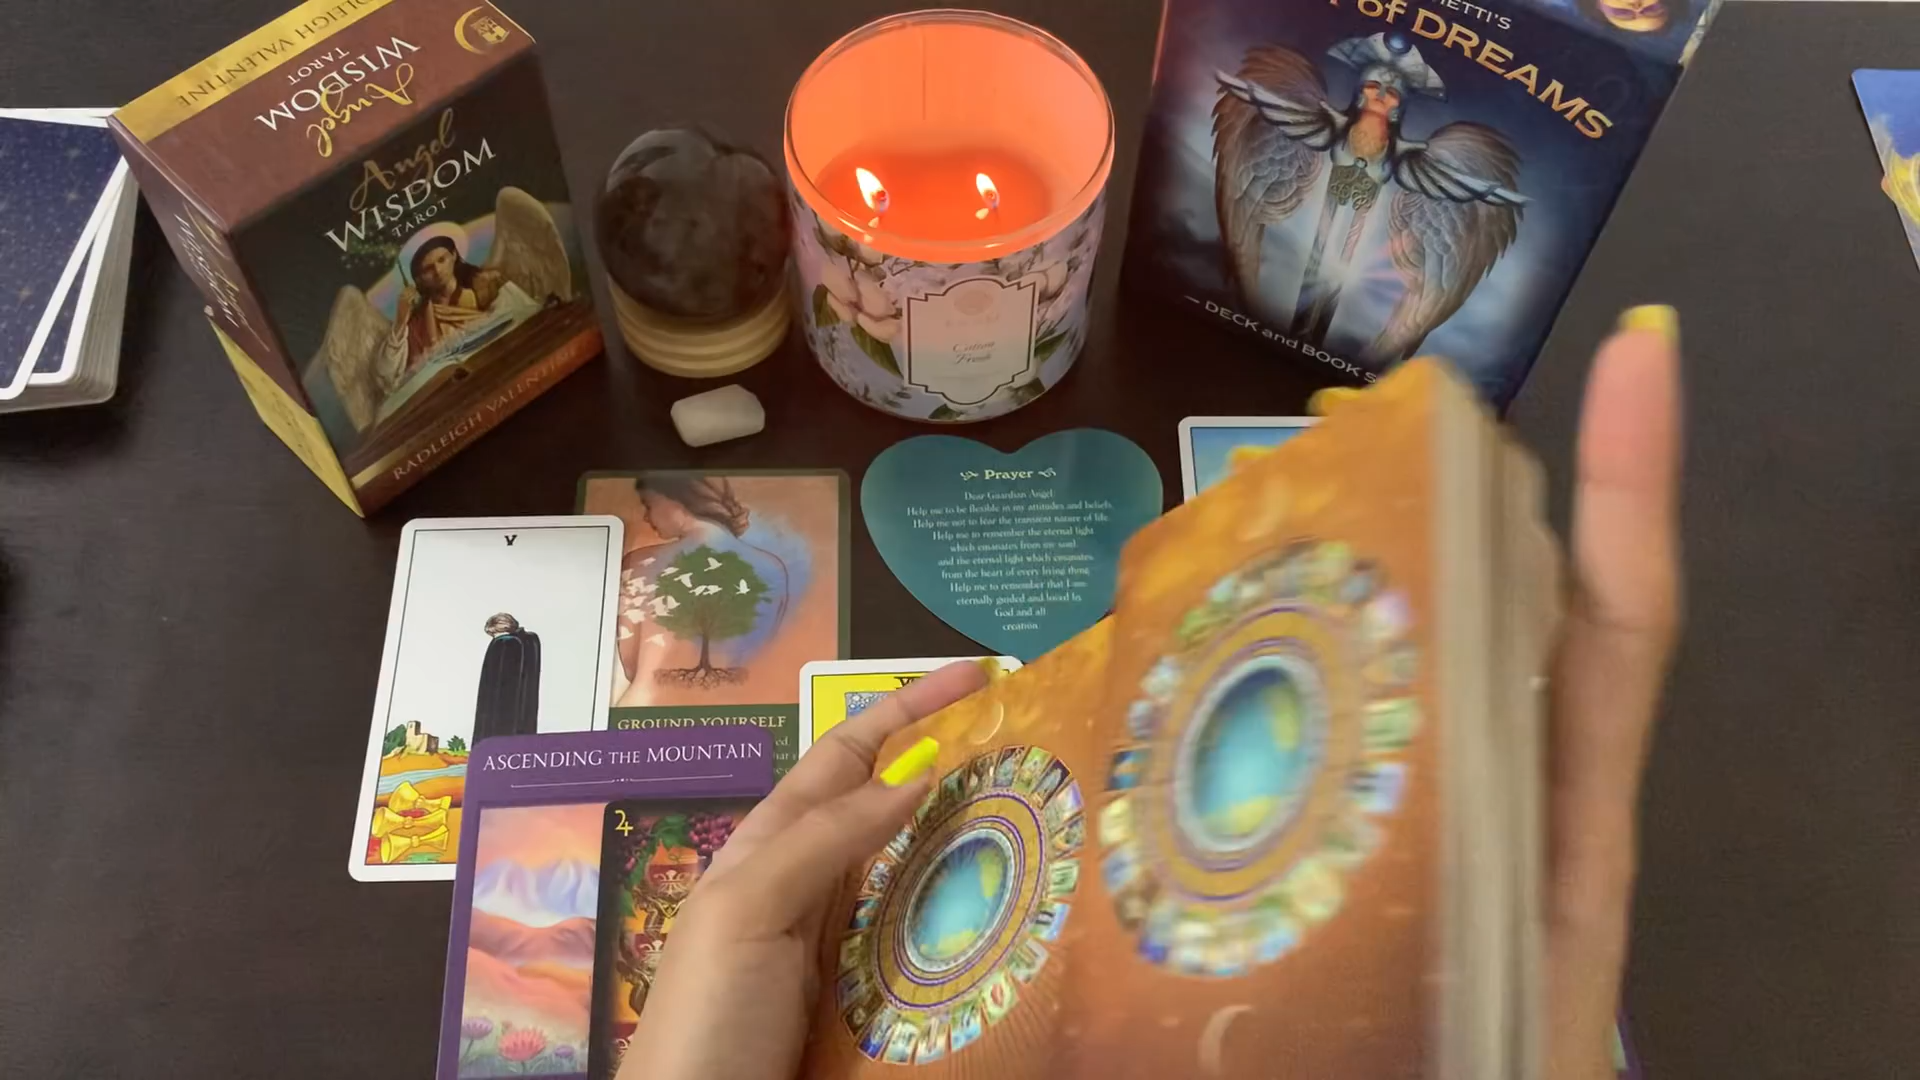 RADLEIGH VALENTINE
Angel
WISDOM
TAROT
Angel
WISDOM
TAROT
RADLEIGH VALENTINE
OF DREAMS
DECK and BOOK
Prayer
Dear Guardian Angel
Help me to be flexible in my attitudes and beliefs.
Help me not to fear the transient nature of life.
Help me to remember the eternal light
which emanates from my soul
and the eternal light which emanates
from the heart of every living thing
Help me to remember that I am
eternally guided and loved by
God and all
creation.
V
GROUND YOURSELF
ASCENDING THE MOUNTAIN